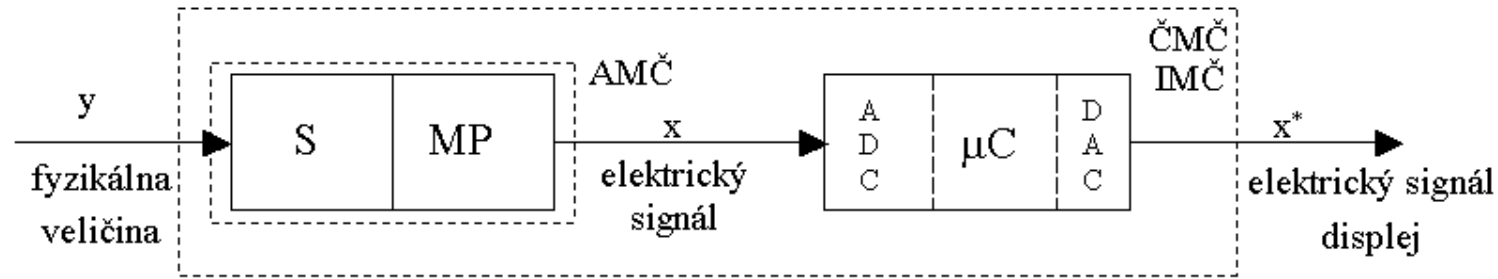 y
fyzikálna
veličina
S
MP
AMČ
x
elektrický
signál
A
D
C
μC
D
A
C
ČMČ
IMČ
x*
elektrický signál
displej